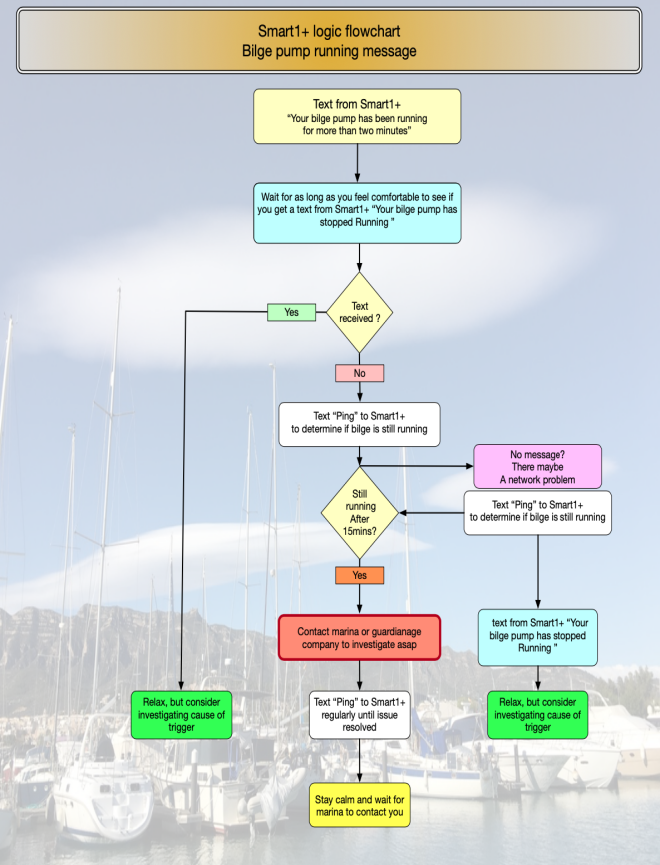 Smart1+ logic flowchart
Bilge pump running message
Text from Smart1+
“Your bilge pump has been running
for more than two minutes”
Wait for as long as you feel comfortable to see if
you get a text from Smart1+ “Your bilge pump has
stopped Running ”
Text
received ?
Yes
No
Text “Ping” to Smart1+
to determine if bilge is still running
No message?
There maybe
A network problem
Still
running
After
15mins?
Text “Ping” to Smart1+
to determine if bilge is still running
Yes
Contact marina or guardianage
company to investigate asap
text from Smart1+ “Your
bilge pump has stopped
Running ”
Relax, but consider
investigating cause of
trigger
Text “Ping” to Smart1+
regularly until issue
resolved
Relax, but consider
investigating cause of
trigger
Stay calm and wait for
marina to contact you